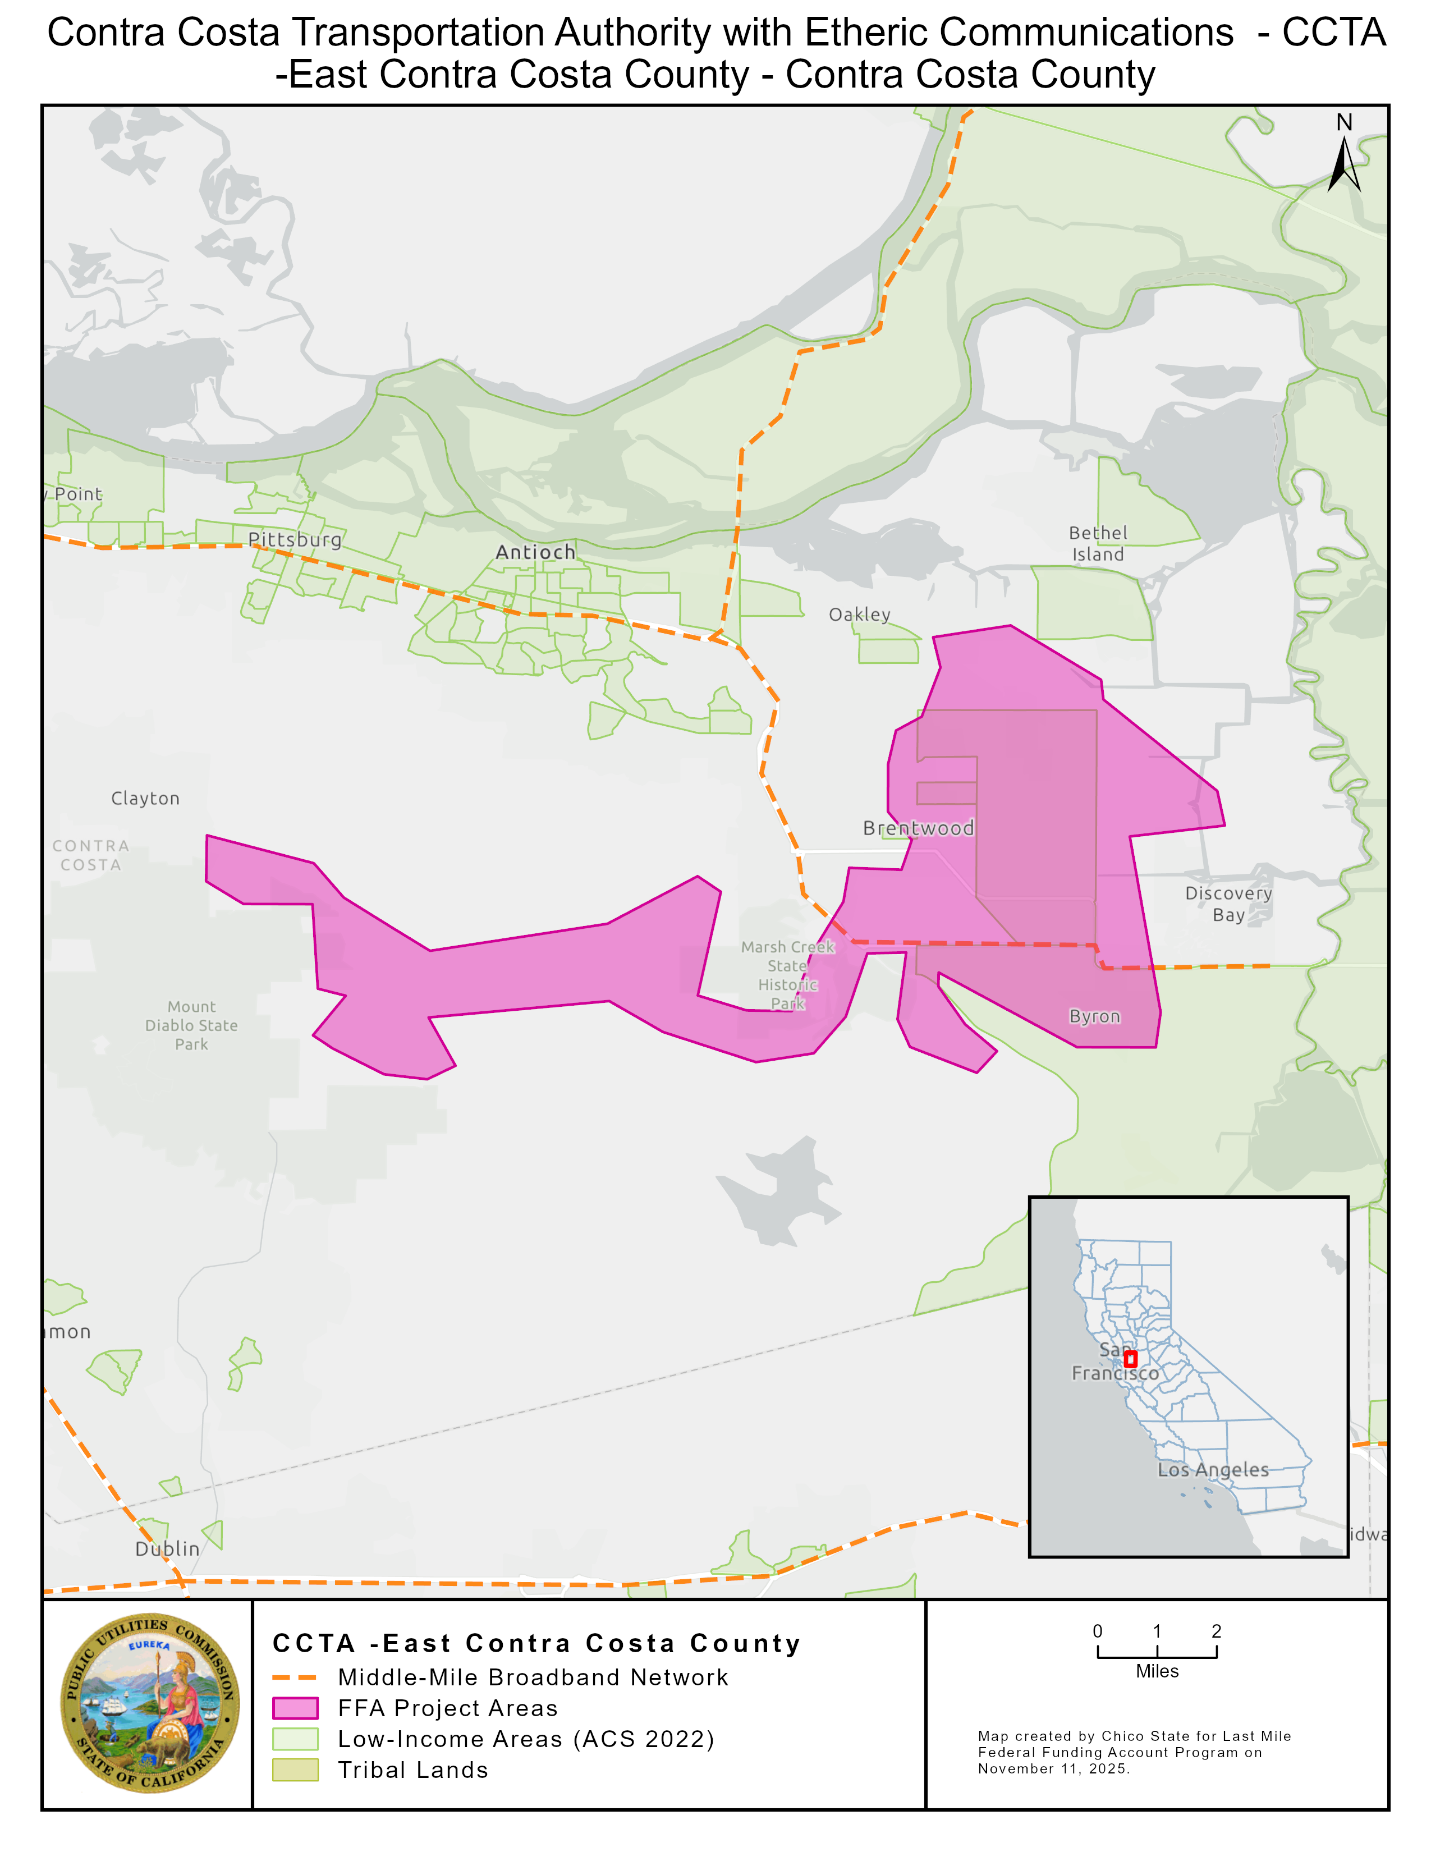 Contra Costa Transportation Authority with Etheric Communications - CCTA
-East Contra Costa County - Contra Costa County
N
Point
Pittsburg
Antioch
Bethel
Island
Oakley
Clayton
CONTRA
COSTA
Brentwood
Discovery
Bay
Marsh Creek
State
Historic
Park
Mount
Diablo State
Park
Byron
mon
Dublin
San
Francisco
Los Angeles
idwa
PUBLIC UTILITIES COMMISSION
EUREKA
STATE OF CALIFORNIA
CCTA -East Contra Costa County
Middle-Mile Broadband Network
FFA Project Areas
Low-Income Areas (ACS 2022)
Tribal Lands
0 1 2
Miles
Map created by Chico State for Last Mile
Federal Funding Account Program on
November 11, 2025.